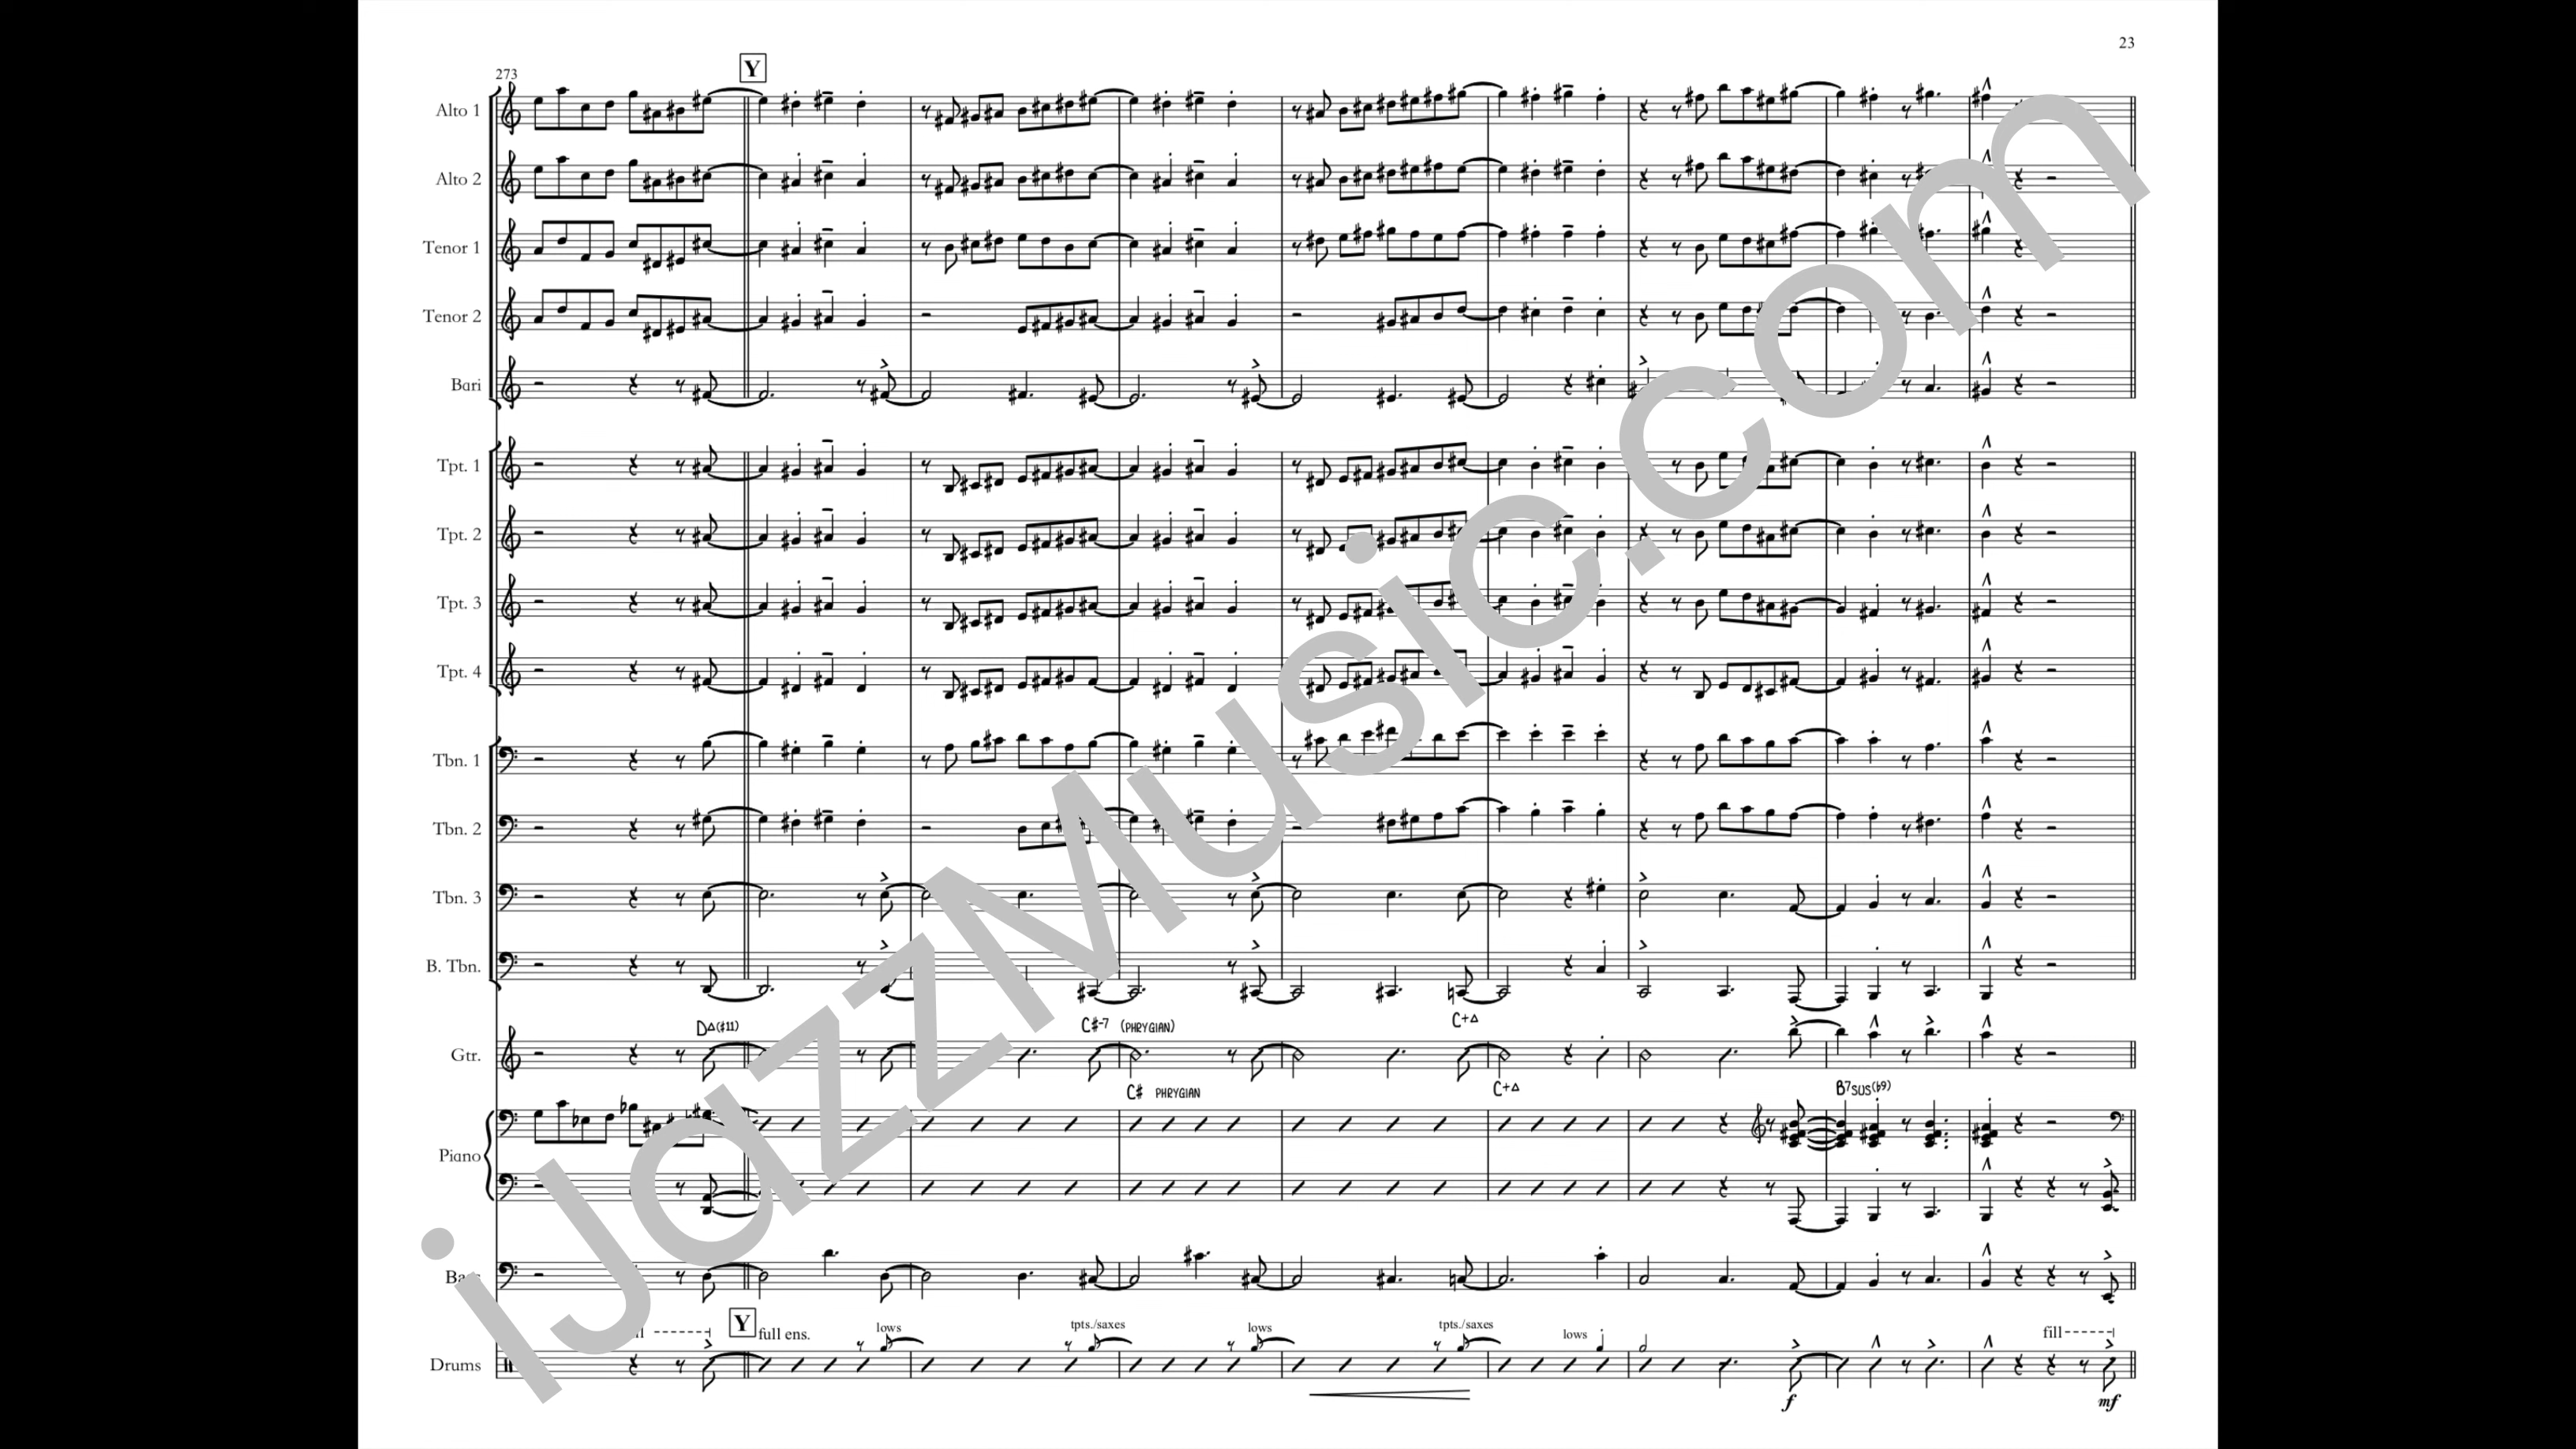 23
273
Y
Alto 1
Alto 2
Tenor 1
Tenor 2
Bari
Tpt. 1
Tpt. 2
Tpt. 3
Tpt. 4
Tbn. 1
Tbn. 2
Tbn. 3
B. Tbn.
D∆(#11) C#-7 (PHRYGIAN) C+∆
Gtr.
C# PHRYGIAN C+∆ B7SUS(b9)
Piano
Y full ens. lows tpts./saxes lows tpts./saxes lows fill
Drums
f mf
iJazzMusic.com